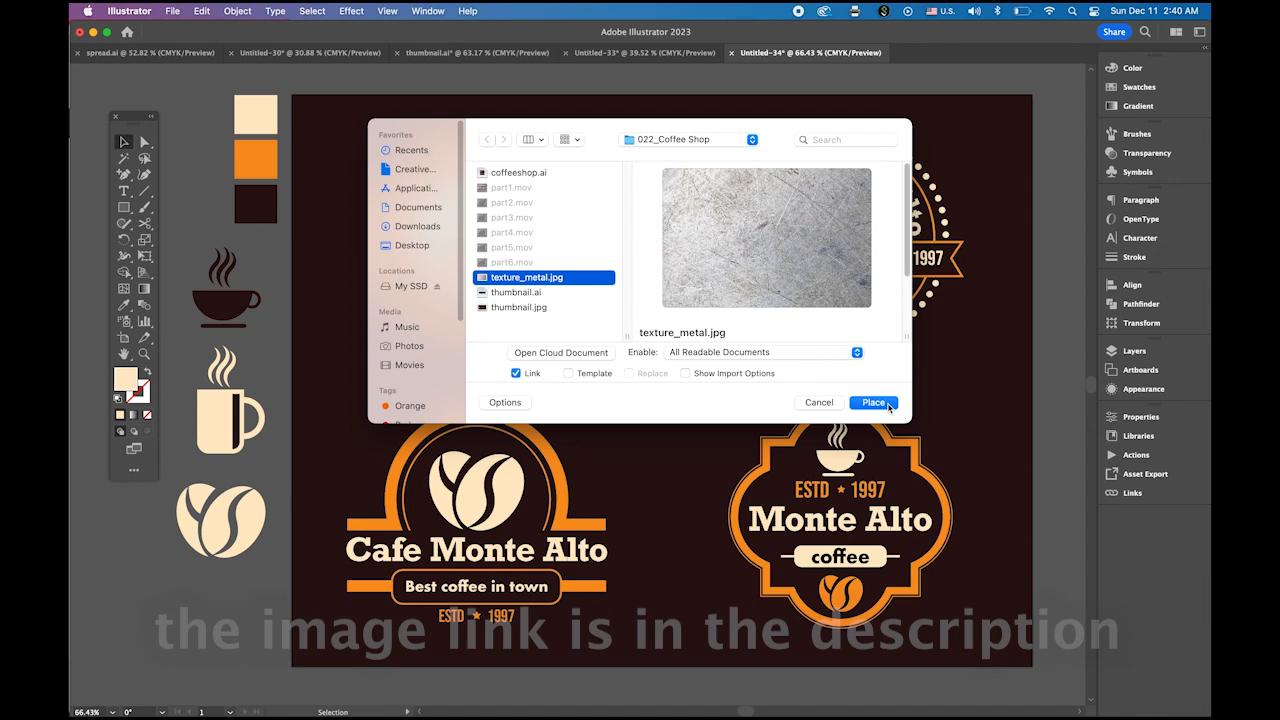 Illustrator File Edit Object Type Select Effect View Window Help U.S. Sun Dec 11 2:40 AM
Adobe Illustrator 2023 Share
spread.ai @ 52.82 % (CMYK/Preview) Untitled-30* @ 30.88 % (CMYK/Preview) thumbnail.ai* @ 63.17 % (CMYK/Preview) Untitled-33* @ 39.52 % (CMYK/Preview) Untitled-34* @ 66.43 % (CMYK/Preview)
Favorites
Recents
Creative...
Applicati...
Documents
Downloads
Desktop
Locations
My SSD
Media
Music
Photos
Movies
Tags
Orange
022_Coffee Shop
Search
coffeeshop.ai
part1.mov
part2.mov
part3.mov
part4.mov
part5.mov
part6.mov
texture_metal.jpg
thumbnail.ai
thumbnail.jpg
texture_metal.jpg
Open Cloud Document Enable: All Readable Documents
Link Template Replace Show Import Options
Options Cancel Place
1997
Color
Swatches
Gradient
Brushes
Transparency
Symbols
Paragraph
OpenType
Character
Stroke
Align
Pathfinder
Transform
Layers
Artboards
Appearance
Properties
Libraries
Actions
Asset Export
Links
Cafe Monte Alto
Best coffee in town
ESTD ★ 1997
ESTD ★ 1997
Monte Alto
coffee
the image link is in the description
66.43% 0° 1 Selection